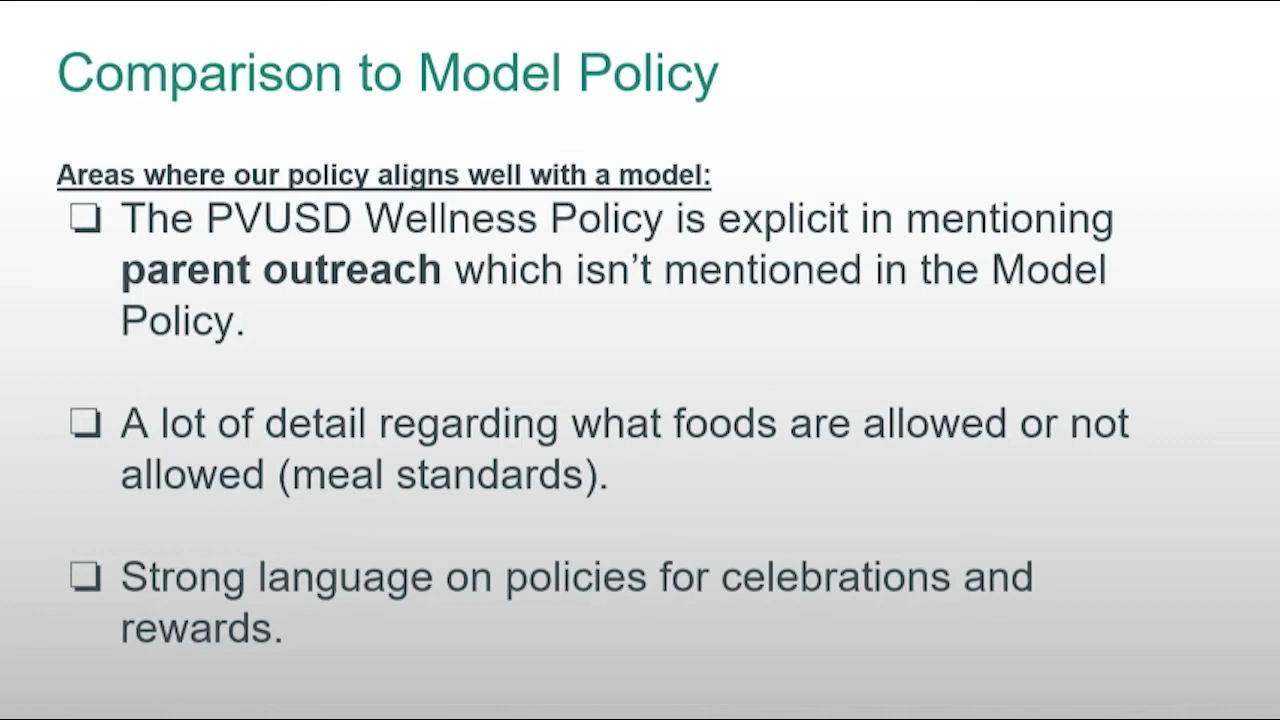 Comparison to Model Policy
Areas where our policy aligns well with a model:
❏ The PVUSD Wellness Policy is explicit in mentioning
parent outreach which isn’t mentioned in the Model
Policy.
❏ A lot of detail regarding what foods are allowed or not
allowed (meal standards).
❏ Strong language on policies for celebrations and
rewards.